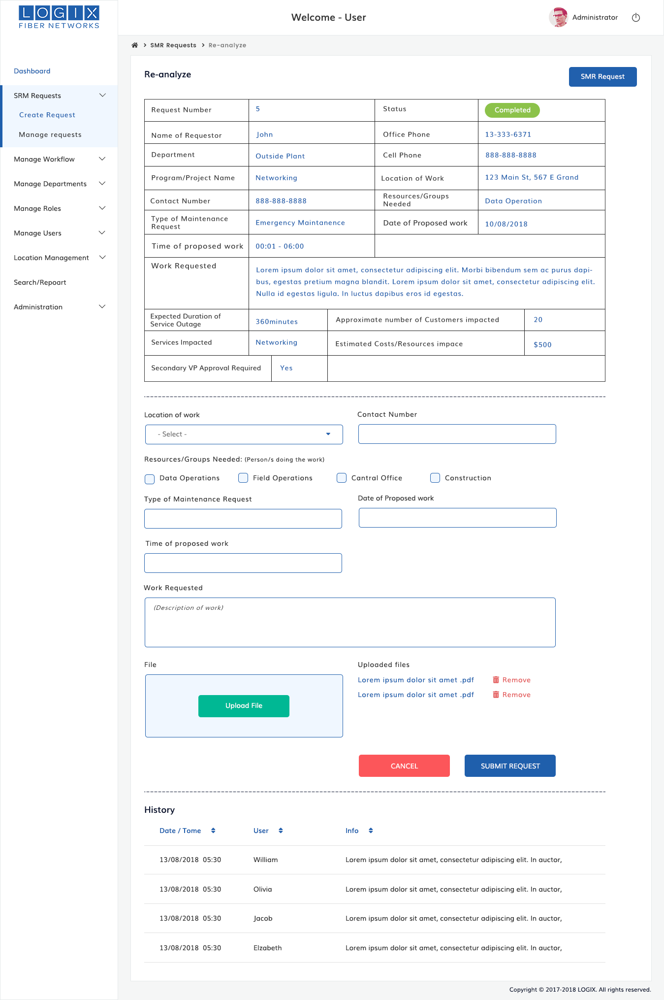 LOGIX
FIBER NETWORKS
Welcome - User
Administrator
SMR Requests
Re-analyze
Dashboard
SRM Requests
Create Request
Manage requests
Manage Workflow
Manage Departments
Manage Roles
Manage Users
Location Management
Search/Repoart
Administration
Re-analyze
SMR Request
Request Number
5
Status
Completed
Name of Requestor
John
Office Phone
13-333-6371
Department
Outside Plant
Cell Phone
888-888-8888
Program/Project Name
Networking
Location of Work
123 Main St, 567 E Grand
Contact Number
888-888-8888
Resources/Groups
Needed
Data Operation
Type of Maintenance
Request
Emergency Maintanence
Date of Proposed work
10/08/2018
Time of proposed work
00:01 - 06:00
Work Requested
Lorem ipsum dolor sit amet, consectetur adipiscing elit. Morbi bibendum sem ac purus dapi-
bus, egestas pretium magna blandit. Lorem ipsum dolor sit amet, consectetur adipiscing elit.
Nulla id egestas ligula. In luctus dapibus eros id egestas.
Expected Duration of
Service Outage
360minutes
Approximate number of Customers impacted
20
Services Impacted
Networking
Estimated Costs/Resources impace
$500
Secondary VP Approval Required
Yes
Location of work
Contact Number
- Select -
Resources/Groups Needed: (Person/s doing the work)
Data Operations
Field Operations
Cantral Office
Construction
Type of Maintenance Request
Date of Proposed work
Time of proposed work
Work Requested
(Description of work)
File
Uploaded files
Upload File
Lorem ipsum dolor sit amet .pdf
Remove
Lorem ipsum dolor sit amet .pdf
Remove
CANCEL
SUBMIT REQUEST
History
Date / Tome
User
Info
13/08/2018 05:30
William
Lorem ipsum dolor sit amet, consectetur adipiscing elit. In auctor,
13/08/2018 05:30
Olivia
Lorem ipsum dolor sit amet, consectetur adipiscing elit. In auctor,
13/08/2018 05:30
Jacob
Lorem ipsum dolor sit amet, consectetur adipiscing elit. In auctor,
13/08/2018 05:30
Elzabeth
Lorem ipsum dolor sit amet, consectetur adipiscing elit. In auctor,
Copyright © 2017-2018 LOGIX. All rights reserved.